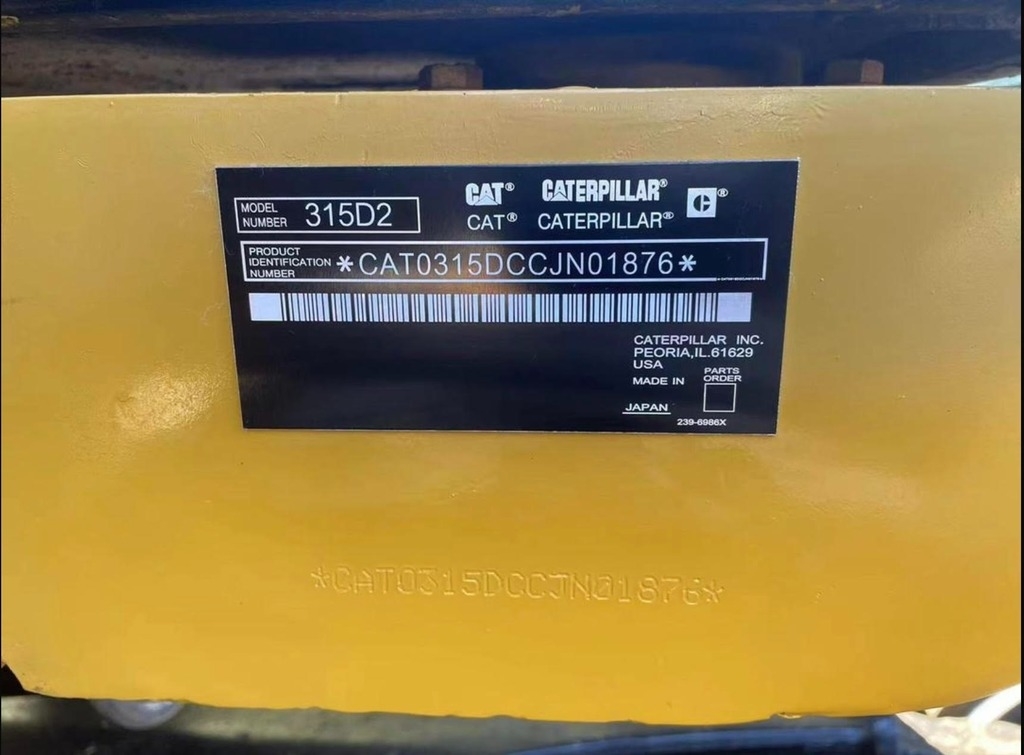 CAT® CATERPILLAR® C®
MODEL NUMBER 315D2
CAT® CATERPILLAR®
PRODUCT
IDENTIFICATION
NUMBER
*CAT0315DCCJN01876*
CATERPILLAR INC.
PEORIA,IL.61629
USA
MADE IN
JAPAN
PARTS
ORDER
239-6986X
*CAT0315DCCJN01876*